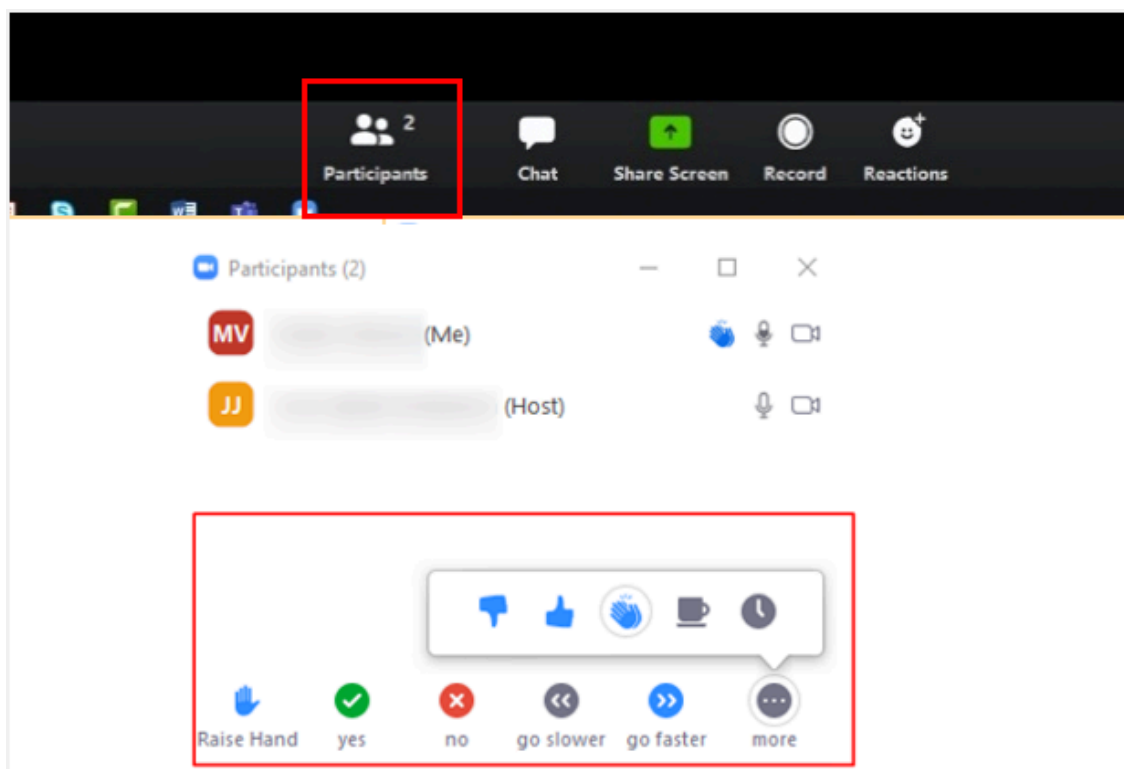 2
Participants Chat Share Screen Record Reactions
Participants (2)
MV (Me)
JJ (Host)
Raise Hand yes no go slower go faster more